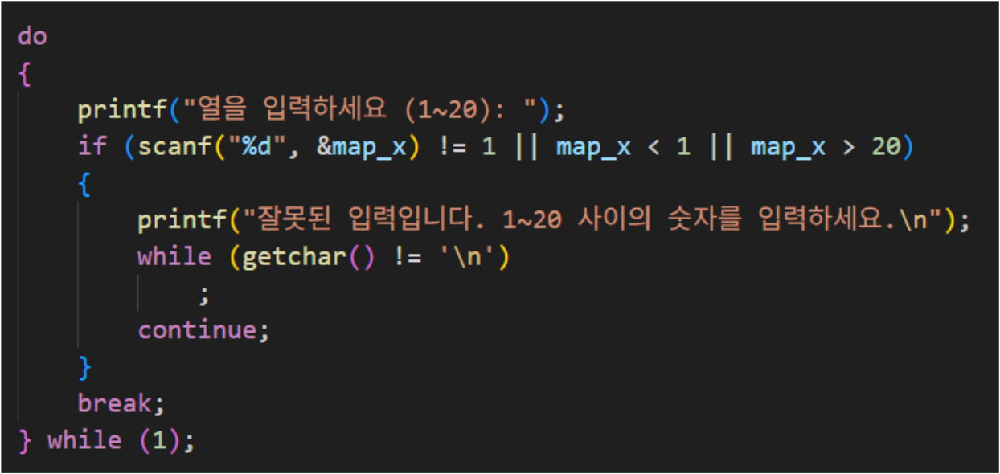 do
{
    printf("열을 입력하세요 (1~20): ");
    if (scanf("%d", &map_x) != 1 || map_x < 1 || map_x > 20)
    {
        printf("잘못된 입력입니다. 1~20 사이의 숫자를 입력하세요.\n");
        while (getchar() != '\n')
            ;
        continue;
    }
    break;
} while (1);